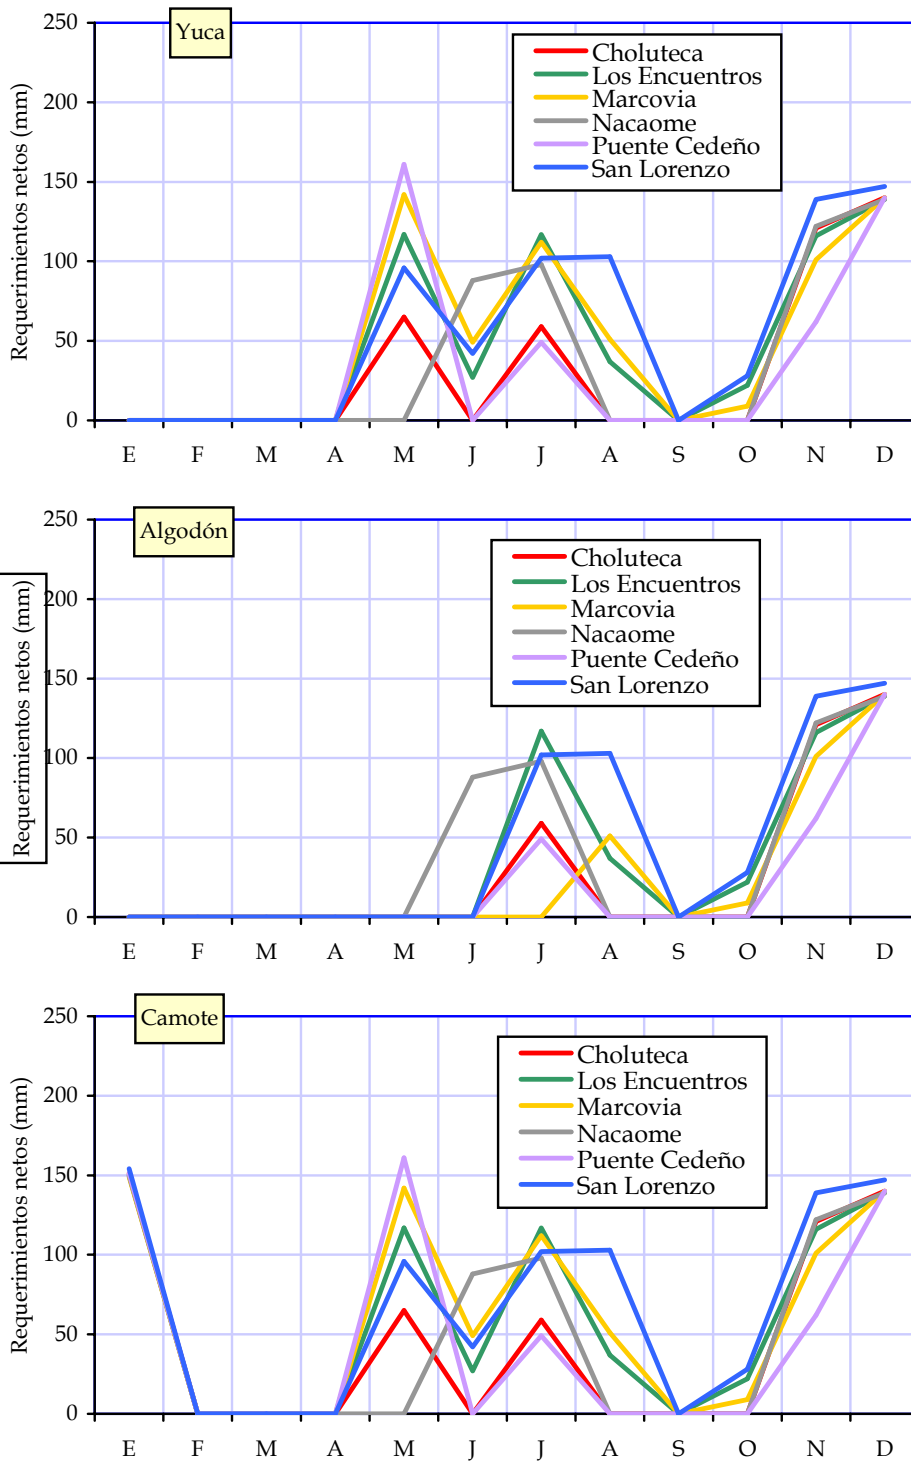 Yuca
Requerimientos netos (mm)
250
200
150
100
50
0
Choluteca
Los Encuentros
Marcovia
Nacaome
Puente Cedeño
San Lorenzo
E F M A M J J A S O N D
Algodón
Requerimientos netos (mm)
250
200
150
100
50
0
Choluteca
Los Encuentros
Marcovia
Nacaome
Puente Cedeño
San Lorenzo
E F M A M J J A S O N D
Camote
Requerimientos netos (mm)
250
200
150
100
50
0
Choluteca
Los Encuentros
Marcovia
Nacaome
Puente Cedeño
San Lorenzo
E F M A M J J A S O N D